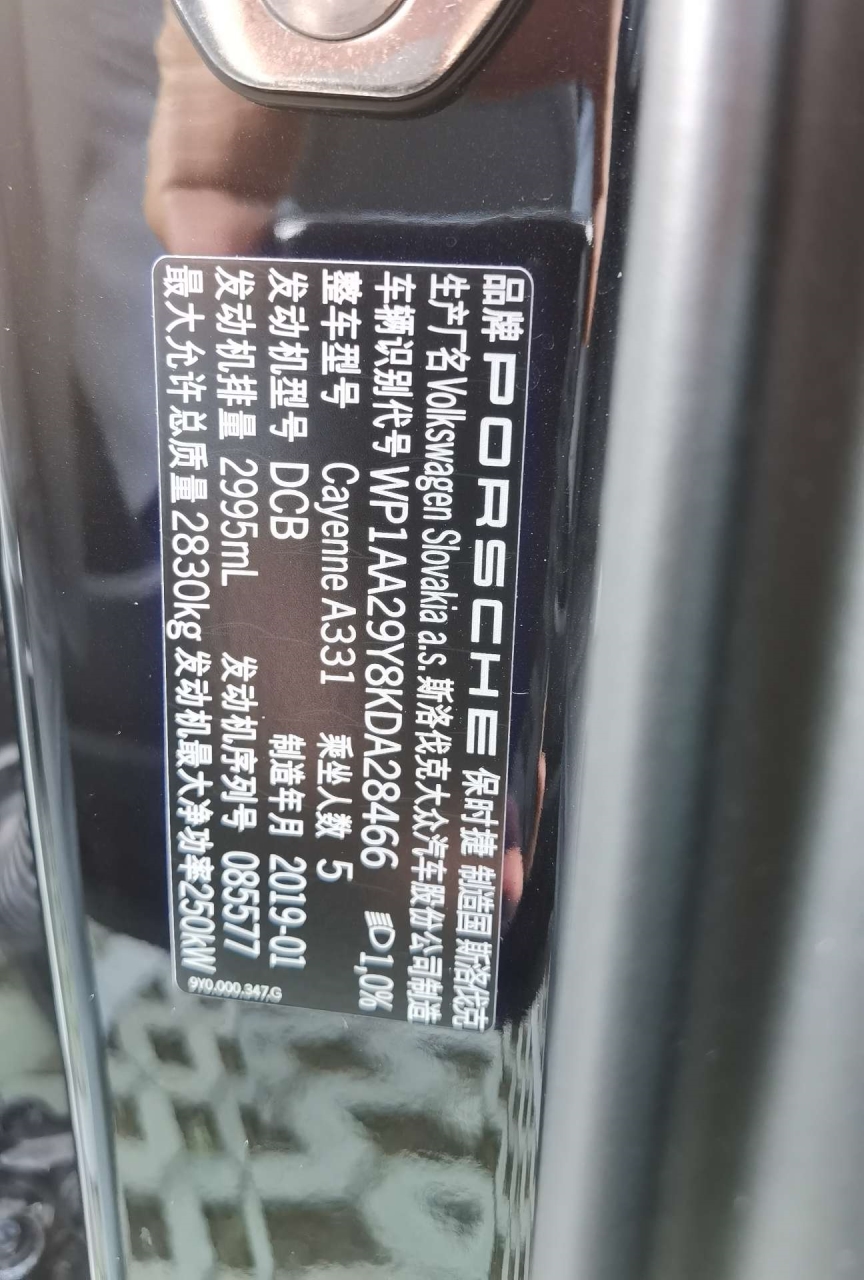 品牌 PORSCHE 保时捷 制造国 斯洛伐克
生产厂名 Volkswagen Slovakia a.s. 斯洛伐克大众汽车股份公司制造
车辆识别代号 WP1AA29Y8KDA28466 1,0%
整车型号 Cayenne A331 乘坐人数 5
发动机型号 DCB 制造年月 2019-01
发动机排量 2995mL 发动机序列号 085577
最大允许总质量 2830kg 发动机最大净功率250kW
9Y0.000.347.G